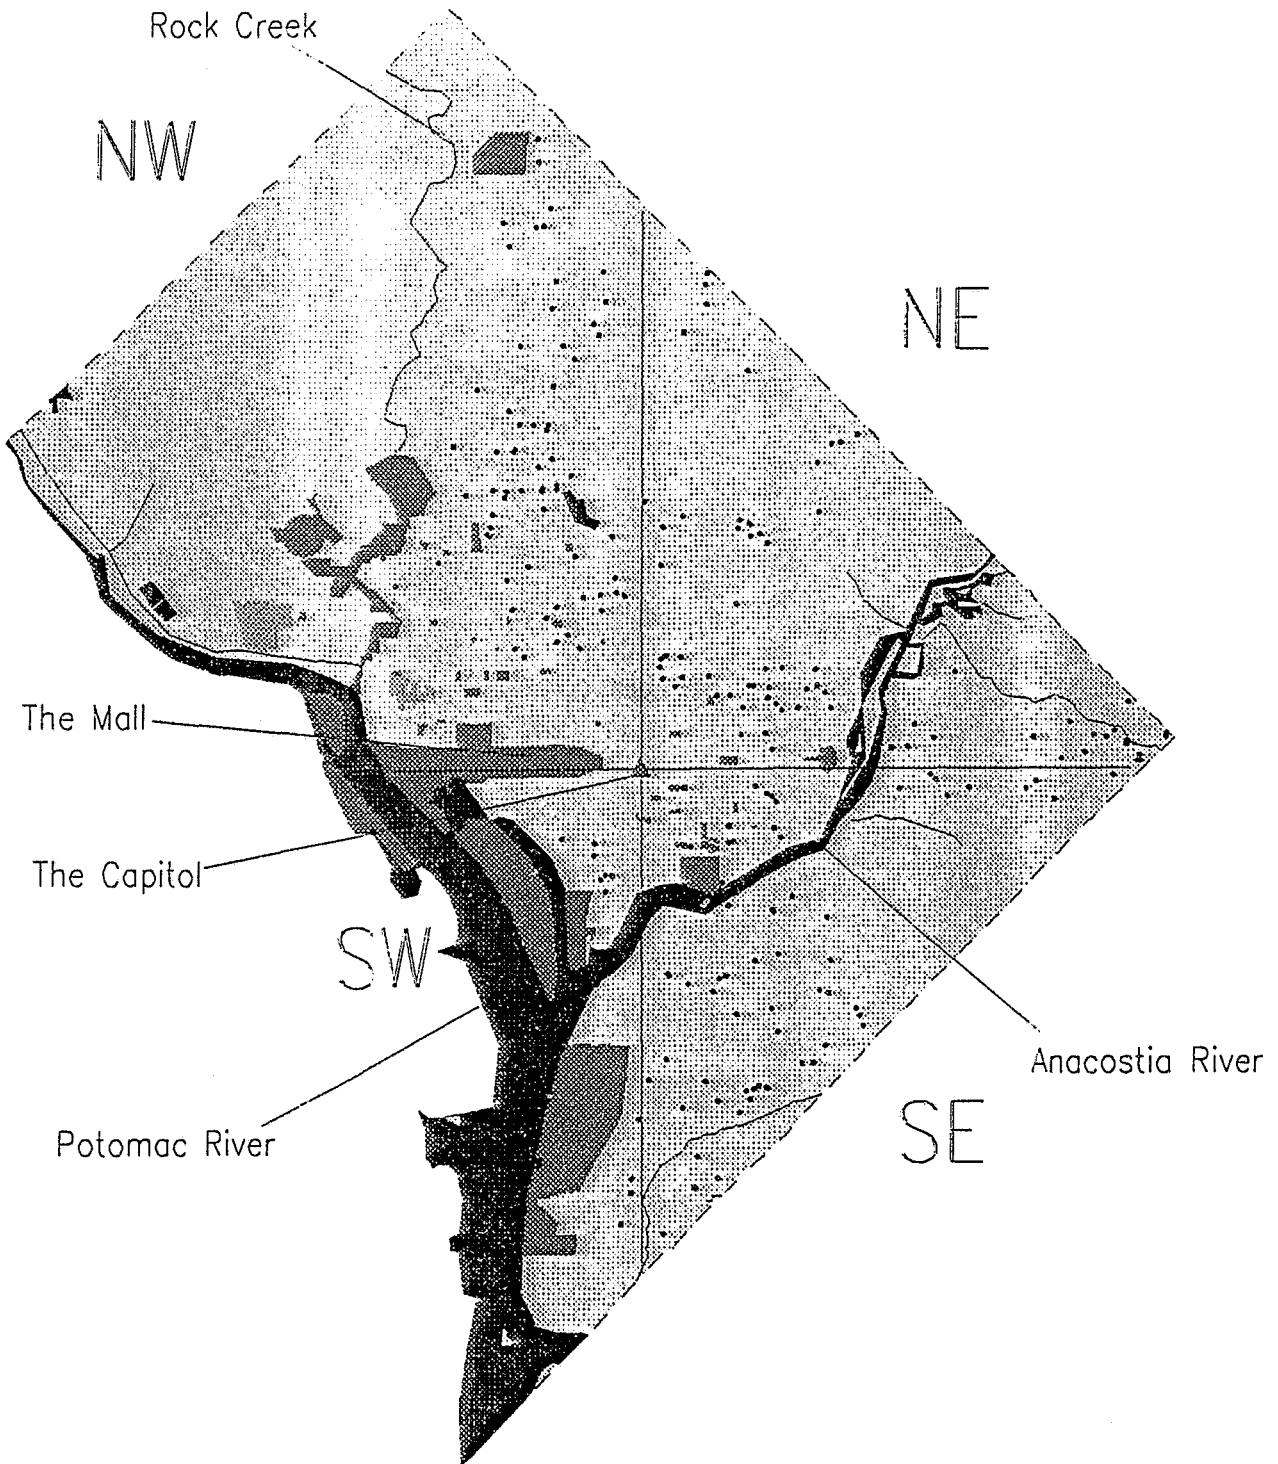 Rock Creek
NW
NE
The Mall
The Capitol
SW
Anacostia River
Potomac River
SE